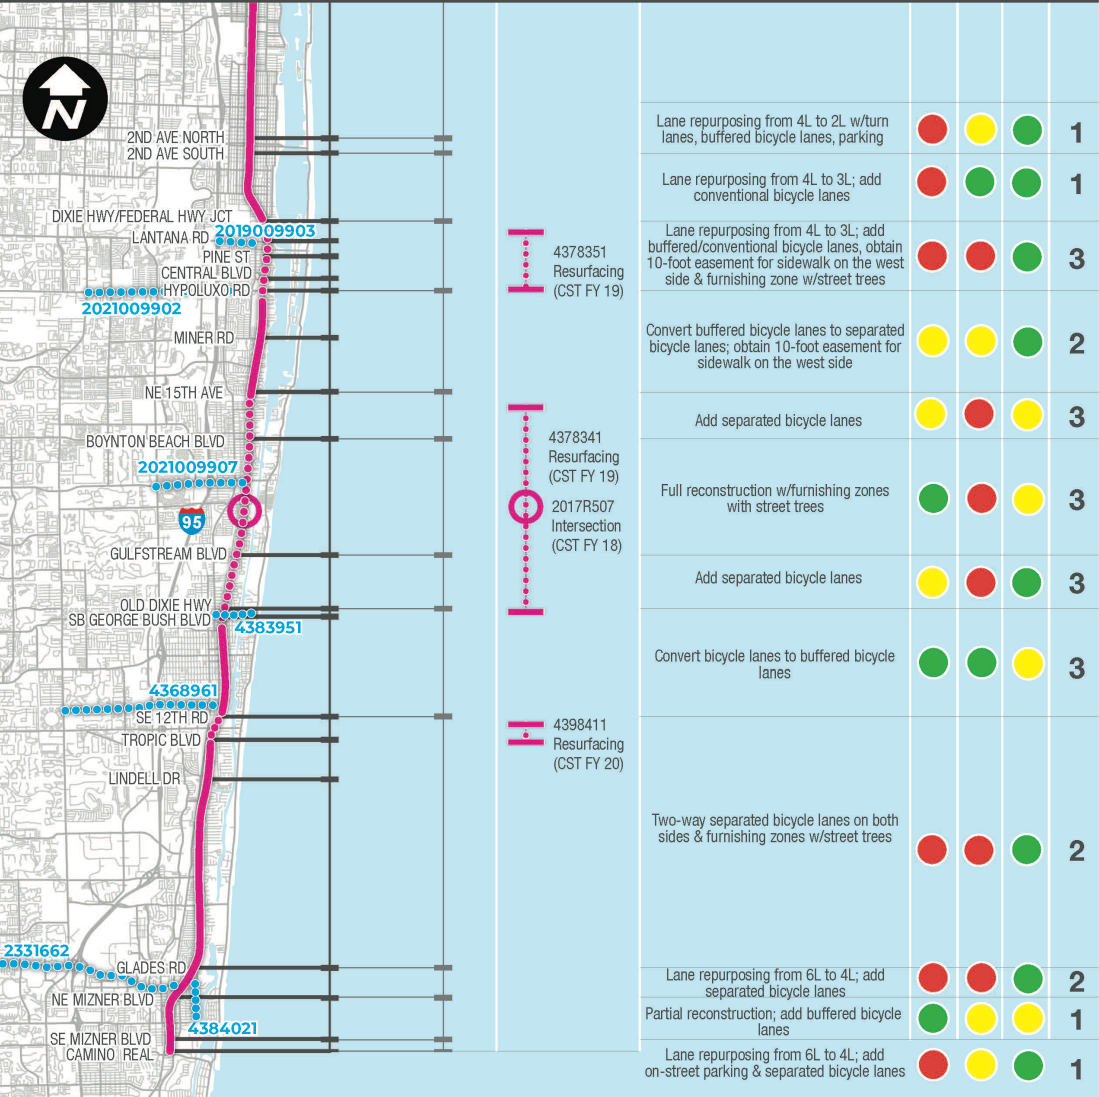 N
2ND AVE NORTH
2ND AVE SOUTH
DIXIE HWY/FEDERAL HWY JCT
2019009903
LANTANA RD
PINE ST
CENTRAL BLVD
HYPOLUXO RD
2021009902
MINER RD
NE 15TH AVE
BOYNTON BEACH BLVD
2021009907
95
GULFSTREAM BLVD
OLD DIXIE HWY
SB GEORGE BUSH BLVD
4383951
4368961
SE 12TH RD
TROPIC BLVD
LINDELL DR
2331662
GLADES RD
NE MIZNER BLVD
4384021
SE MIZNER BLVD
CAMINO REAL
4378351
Resurfacing
(CST FY 19)
4378341
Resurfacing
(CST FY 19)
2017R507
Intersection
(CST FY 18)
4398411
Resurfacing
(CST FY 20)
Lane repurposing from 4L to 2L w/turn
lanes, buffered bicycle lanes, parking
1
Lane repurposing from 4L to 3L; add
conventional bicycle lanes
1
Lane repurposing from 4L to 3L; add
buffered/conventional bicycle lanes, obtain
10-foot easement for sidewalk on the west
side & furnishing zone w/street trees
3
Convert buffered bicycle lanes to separated
bicycle lanes; obtain 10-foot easement for
sidewalk on the west side
2
Add separated bicycle lanes
3
Full reconstruction w/furnishing zones
with street trees
3
Add separated bicycle lanes
3
Convert bicycle lanes to buffered bicycle
lanes
3
Two-way separated bicycle lanes on both
sides & furnishing zones w/street trees
2
Lane repurposing from 6L to 4L; add
separated bicycle lanes
2
Partial reconstruction; add buffered bicycle
lanes
1
Lane repurposing from 6L to 4L; add
on-street parking & separated bicycle lanes
1